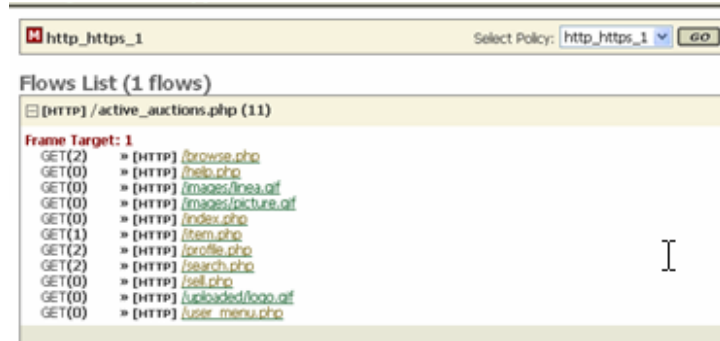 M http_https_1 Select Policy: http_https_1 GO
Flows List (1 flows)
[HTTP] /active_auctions.php (11)
Frame Target: 1
GET(2) » [HTTP] /browse.php
GET(0) » [HTTP] /help.php
GET(0) » [HTTP] /images/linea.gif
GET(0) » [HTTP] /images/picture.gif
GET(0) » [HTTP] /index.php
GET(1) » [HTTP] /item.php
GET(2) » [HTTP] /profile.php
GET(2) » [HTTP] /search.php
GET(0) » [HTTP] /sell.php
GET(0) » [HTTP] /uploaded/logo.gif
GET(0) » [HTTP] /user_menu.php